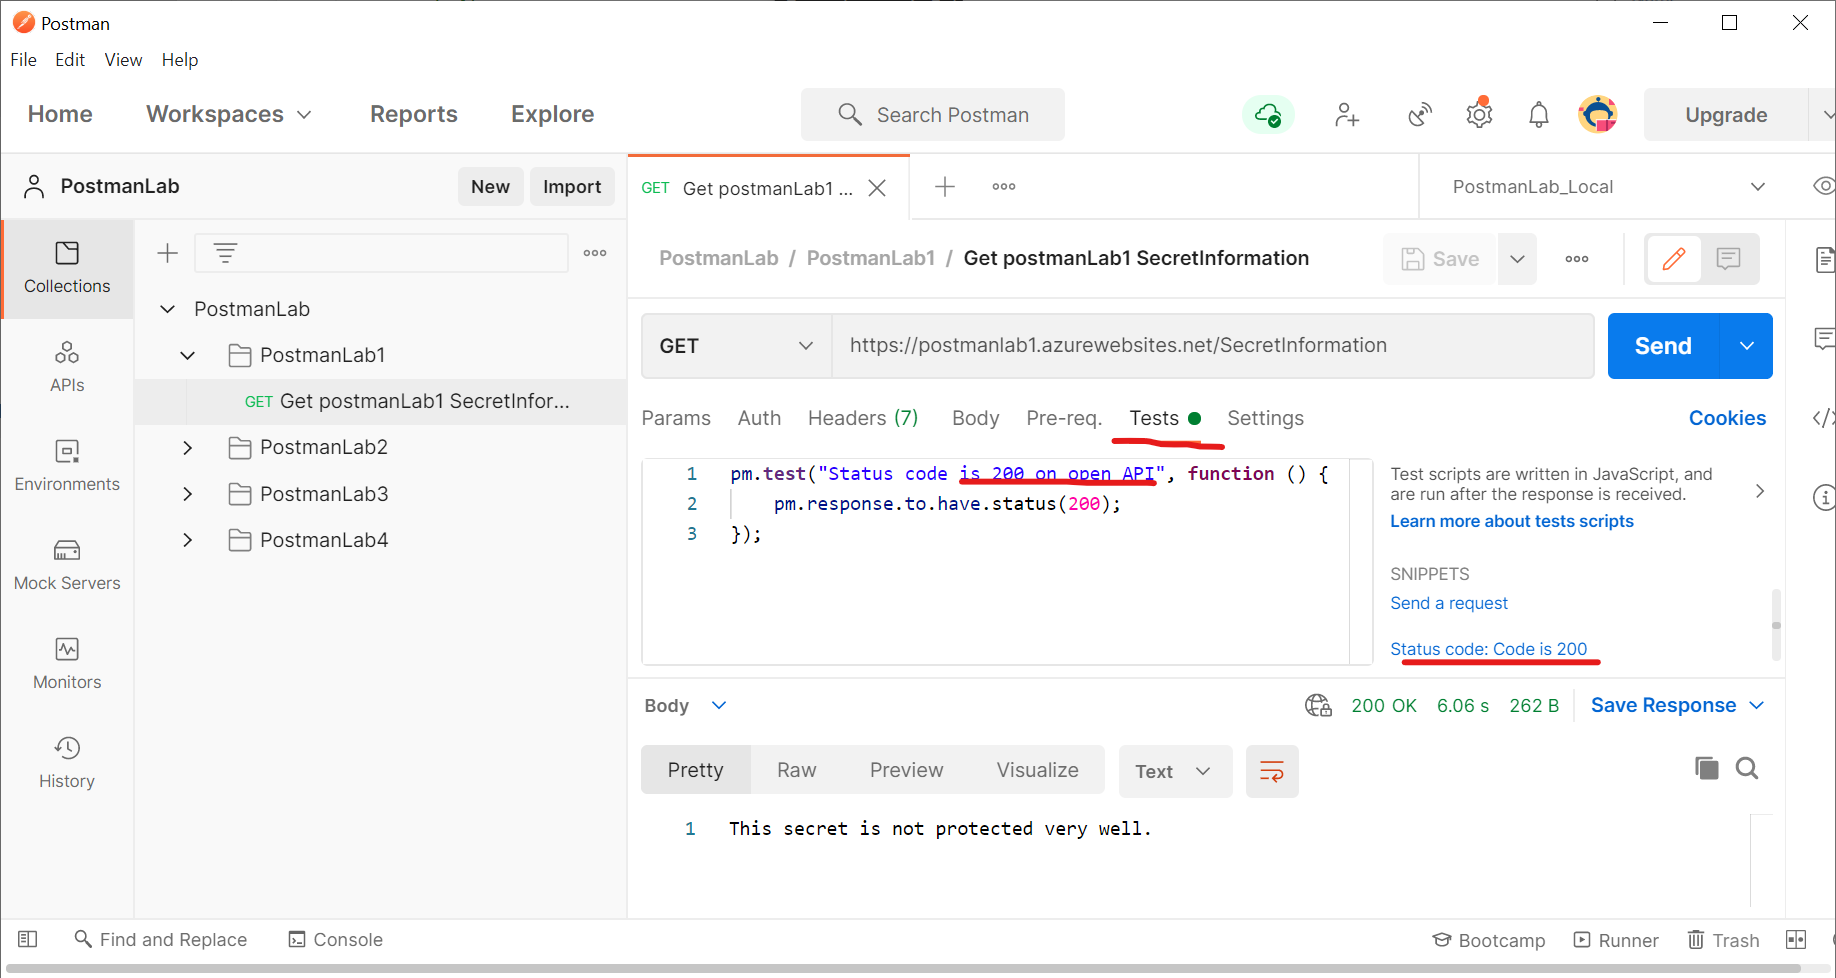 Postman
File Edit View Help
Home Workspaces Reports Explore Search Postman Upgrade
PostmanLab New Import
GET Get postmanLab1 ... PostmanLab_Local
Collections
APIs
Environments
Mock Servers
Monitors
History
PostmanLab
PostmanLab1
GET Get postmanLab1 SecretInfor...
PostmanLab2
PostmanLab3
PostmanLab4
PostmanLab / PostmanLab1 / Get postmanLab1 SecretInformation Save
GET https://postmanlab1.azurewebsites.net/SecretInformation Send
Params Auth Headers (7) Body Pre-req. Tests Settings Cookies
1 pm.test("Status code is 200 on open API", function () {
2 pm.response.to.have.status(200);
3 });
Test scripts are written in JavaScript, and
are run after the response is received.
Learn more about tests scripts
SNIPPETS
Send a request
Status code: Code is 200
Body 200 OK 6.06 s 262 B Save Response
Pretty Raw Preview Visualize Text
1 This secret is not protected very well.
Find and Replace Console Bootcamp Runner Trash